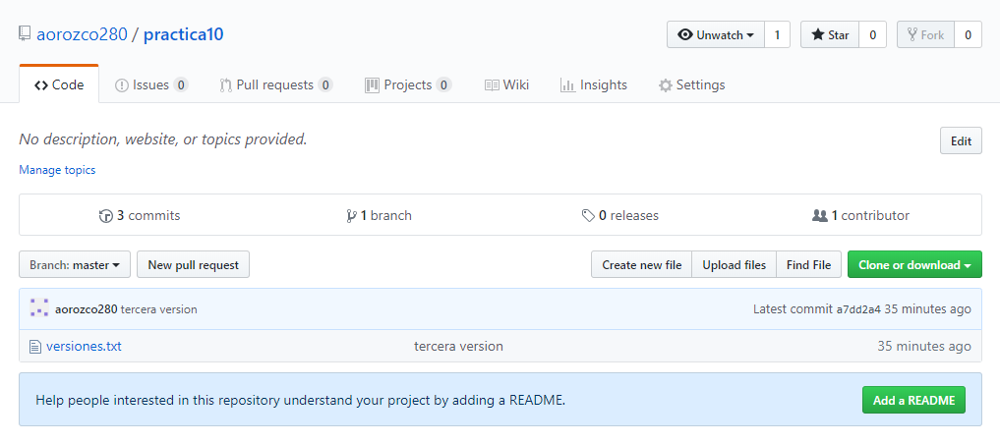 aorozco280 / practica10 Unwatch 1 Star 0 Fork 0
Code Issues 0 Pull requests 0 Projects 0 Wiki Insights Settings
No description, website, or topics provided. Edit
Manage topics
3 commits 1 branch 0 releases 1 contributor
Branch: master New pull request Create new file Upload files Find File Clone or download
aorozco280 tercera version Latest commit a7dd2a4 35 minutes ago
versiones.txt tercera version 35 minutes ago
Help people interested in this repository understand your project by adding a README. Add a README